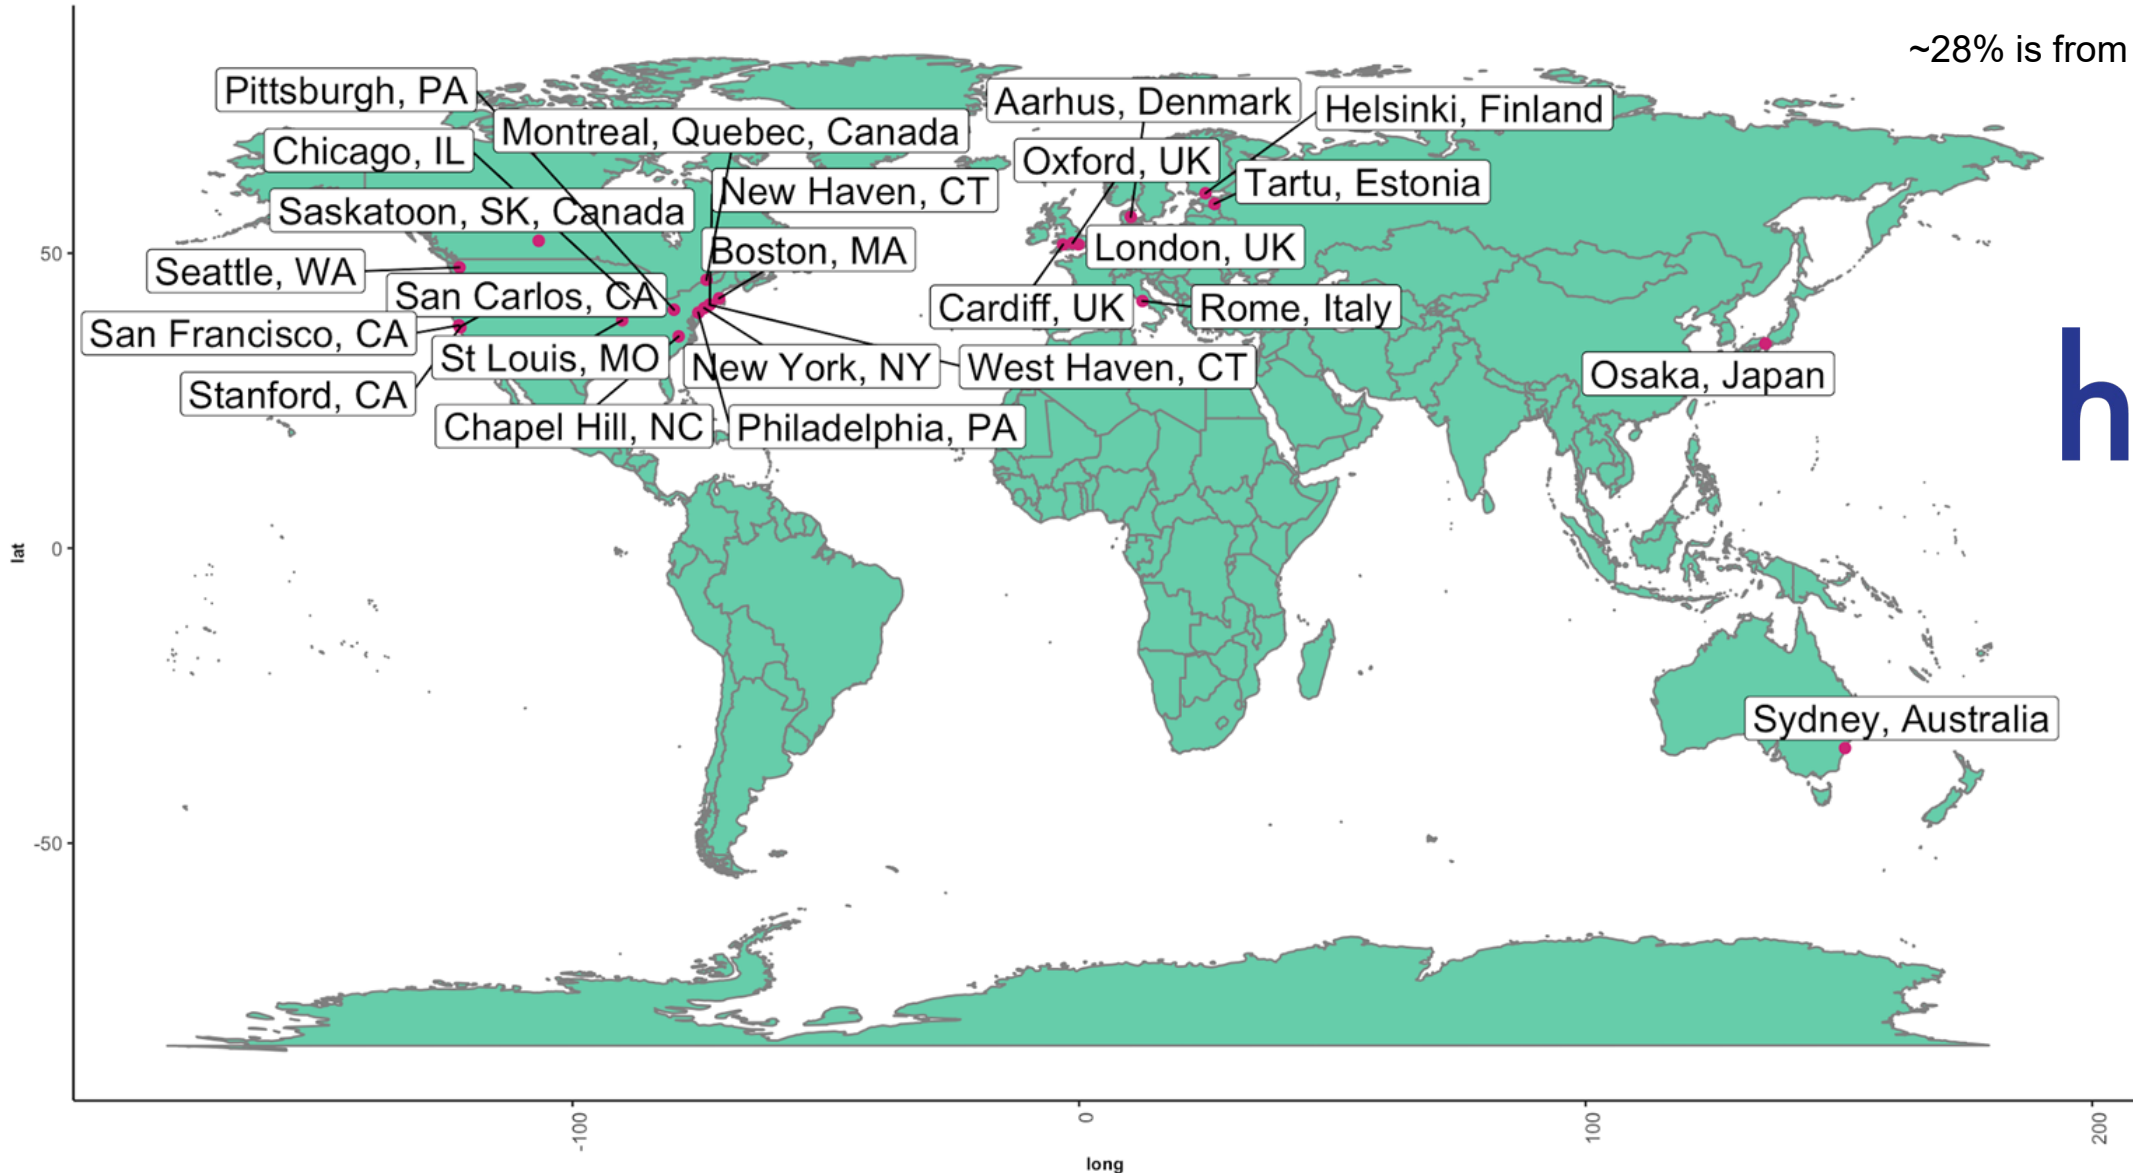 ~28% is from
Pittsburgh, PA
Aarhus, Denmark
Helsinki, Finland
Montreal, Quebec, Canada
Chicago, IL
Oxford, UK
New Haven, CT
Tartu, Estonia
Saskatoon, SK, Canada
Boston, MA
London, UK
50
Seattle, WA
San Carlos, CA
Cardiff, UK
Rome, Italy
San Francisco, CA
St Louis, MO
New York, NY
West Haven, CT
Osaka, Japan
Stanford, CA
h
Chapel Hill, NC
Philadelphia, PA
lat
0
Sydney, Australia
-50
-100
0
100
200
long